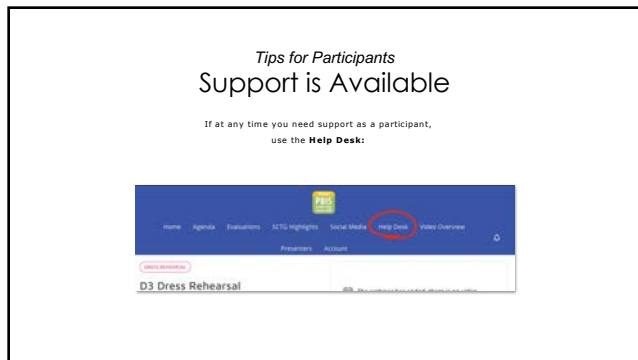 Tips for Participants
Support is Available
If at any time you need support as a participant,
use the Help Desk:
PBIS
Home Agenda Evaluations SCTG Highlights Social Media Help Desk Video Overview
Presenters Account
DRESS REHEARSAL
D3 Dress Rehearsal